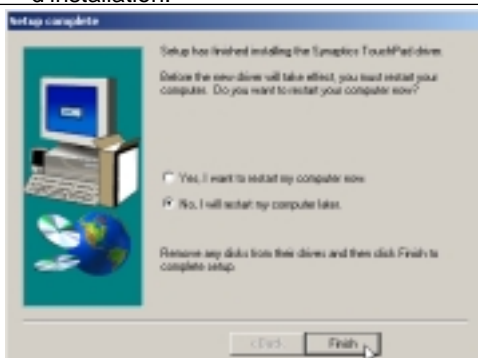 d'installation.
Setup complete
Setup has finished installing the Synaptics TouchPad driver.
Before the new driver will take effect, you must restart your
computer. Do you want to restart your computer now?
Yes, I want to restart my computer now.
No, I will restart my computer later.
Remove any disks from their drives and then click Finish to
complete setup.
< Back
Finish